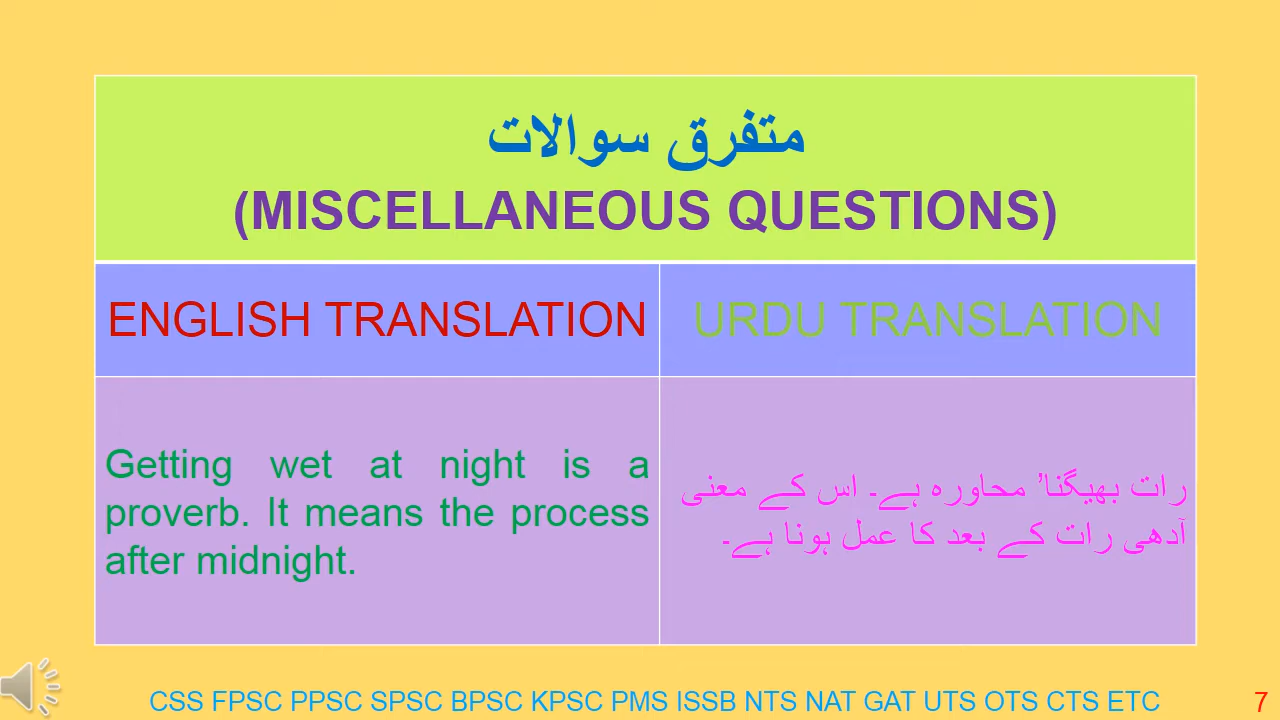 متفرق سوالات
(MISCELLANEOUS QUESTIONS)
ENGLISH TRANSLATION
URDU TRANSLATION
Getting wet at night is a
proverb. It means the process
after midnight.
رات بھیگنا’ محاورہ ہے۔ اس کے معنی
آدھی رات کے بعد کا عمل ہونا ہے۔
CSS FPSC PPSC SPSC BPSC KPSC PMS ISSB NTS NAT GAT UTS OTS CTS ETC
7